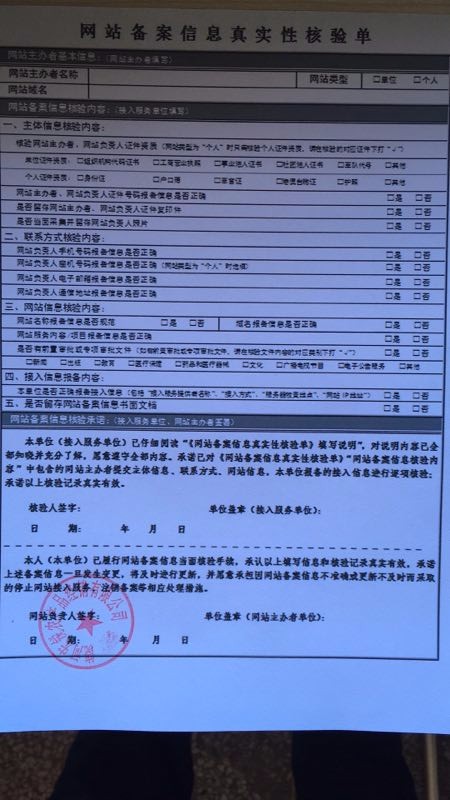 网站备案信息真实性核验单
网站主办者基本信息：（网站主办者填写）
网站主办者名称 网站类型 □单位 □个人
网站域名
网站备案信息核验内容：（接入服务单位填写）
一、主体信息核验内容：
核验网站主办者、网站负责人证件资质（网站类型为“个人”时只需核验个人证件资质，请在核验的对应证件下打“√”）
单位证件资质：□组织机构代码证书 □工商营业执照 □事业法人证书 □社团法人证书 □军队代号 □其他
个人证件资质：□身份证 □户口簿 □军官证 □台胞证 □护照 □其他
网站主办者、网站负责人证件号码报备信息是否正确 □是 □否
是否留存网站主办者、网站负责人证件复印件 □是 □否
是否当面采集并留存网站负责人照片 □是 □否
二、联系方式核验内容：
网站负责人手机号码报备信息是否正确 □是 □否
网站负责人座机号码报备信息是否正确（网站类型为“个人”时选填） □是 □否
网站负责人电子邮箱报备信息是否正确 □是 □否
网站负责人通信地址报备信息是否正确 □是 □否
三、网站信息核验内容：
网站名称报备信息是否规范 □是 □否 域名报备信息是否正确 □是 □否
网站服务内容/项目报备信息是否正确 □是 □否
是否有前置审批或专项审批文件（如有前置审批或专项审批文件，请在核验文件内容的对应类别下打“√”） □是 □否
□新闻 □出版 □教育 □医疗保健 □药品和医疗器械 □文化 □广播电视节目 □电子公告服务 □其他
四、接入信息报备内容：
本单位是否正确报备接入信息（包括“接入服务提供者名称”、“接入方式”、“服务器放置地点”、“网站IP地址”） □是 □否
五、是否留存网站备案信息书面文档 □是 □否
网站备案信息核验承诺：（接入服务单位、网站主办者签署）
本单位（接入服务单位）已仔细阅读“《网站备案信息真实性核验单》填写说明”，对说明内容已全
部知晓并充分了解，愿意遵守全部内容。承诺已对《网站备案信息真实性核验单》“网站备案信息核验内
容”中包含的网站主办者提交主体信息、联系方式、网站信息，本单位报备的接入信息进行逐项核验；
承诺以上核验记录真实有效。
核验人签字： 单位盖章（接入服务单位）：
日 期： 年 月 日
本人（本单位）已履行网站备案信息当面核验手续，承认以上填写信息和核验记录真实有效。承诺
上述备案信息一旦发生变更，将及时进行更新，并愿意承担因网站备案信息不准确或更新不及时而采取
的停止网站接入服务、注销备案等相应处理措施。
网站负责人签字： 单位盖章（网站主办者单位）：
日 期： 年 月 日